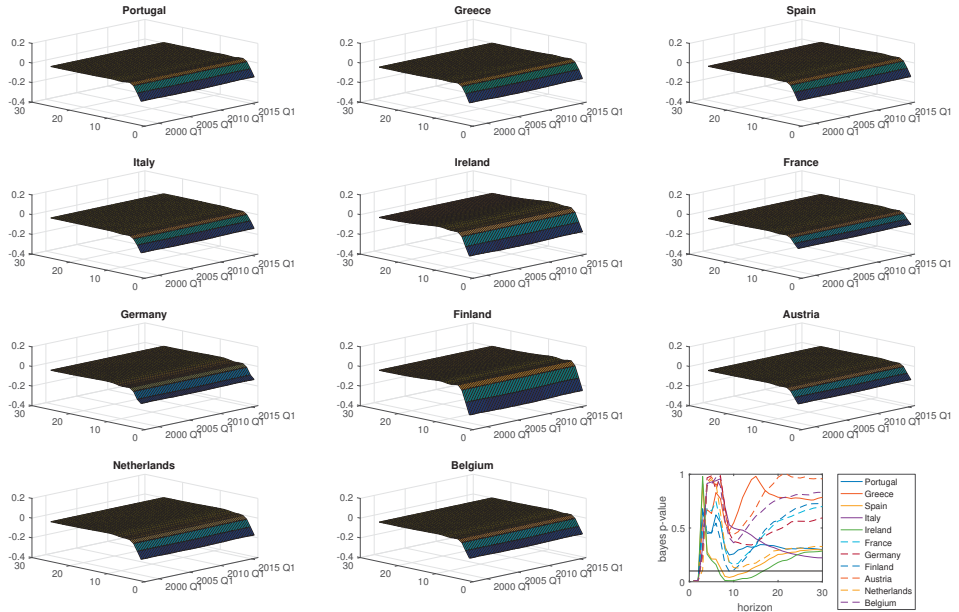 Portugal
Greece
Spain
0.2
0
-0.2
-0.4
30
20
10
0
2000 Q1
2005 Q1
2010 Q1
2015 Q1
0.2
0
-0.2
-0.4
30
20
10
0
2000 Q1
2005 Q1
2010 Q1
2015 Q1
0.2
0
-0.2
-0.4
30
20
10
0
2000 Q1
2005 Q1
2010 Q1
2015 Q1
Italy
Ireland
France
0.2
0
-0.2
-0.4
30
20
10
0
2000 Q1
2005 Q1
2010 Q1
2015 Q1
0.2
0
-0.2
-0.4
30
20
10
0
2000 Q1
2005 Q1
2010 Q1
2015 Q1
0.2
0
-0.2
-0.4
30
20
10
0
2000 Q1
2005 Q1
2010 Q1
2015 Q1
Germany
Finland
Austria
0.2
0
-0.2
-0.4
30
20
10
0
2000 Q1
2005 Q1
2010 Q1
2015 Q1
0.2
0
-0.2
-0.4
30
20
10
0
2000 Q1
2005 Q1
2010 Q1
2015 Q1
0.2
0
-0.2
-0.4
30
20
10
0
2000 Q1
2005 Q1
2010 Q1
2015 Q1
Netherlands
Belgium
0.2
0
-0.2
-0.4
30
20
10
0
2000 Q1
2005 Q1
2010 Q1
2015 Q1
0.2
0
-0.2
-0.4
30
20
10
0
2000 Q1
2005 Q1
2010 Q1
2015 Q1
bayes p-value
1
0.5
0
0
10
20
30
horizon
Portugal
Greece
Spain
Italy
Ireland
France
Germany
Finland
Austria
Netherlands
Belgium